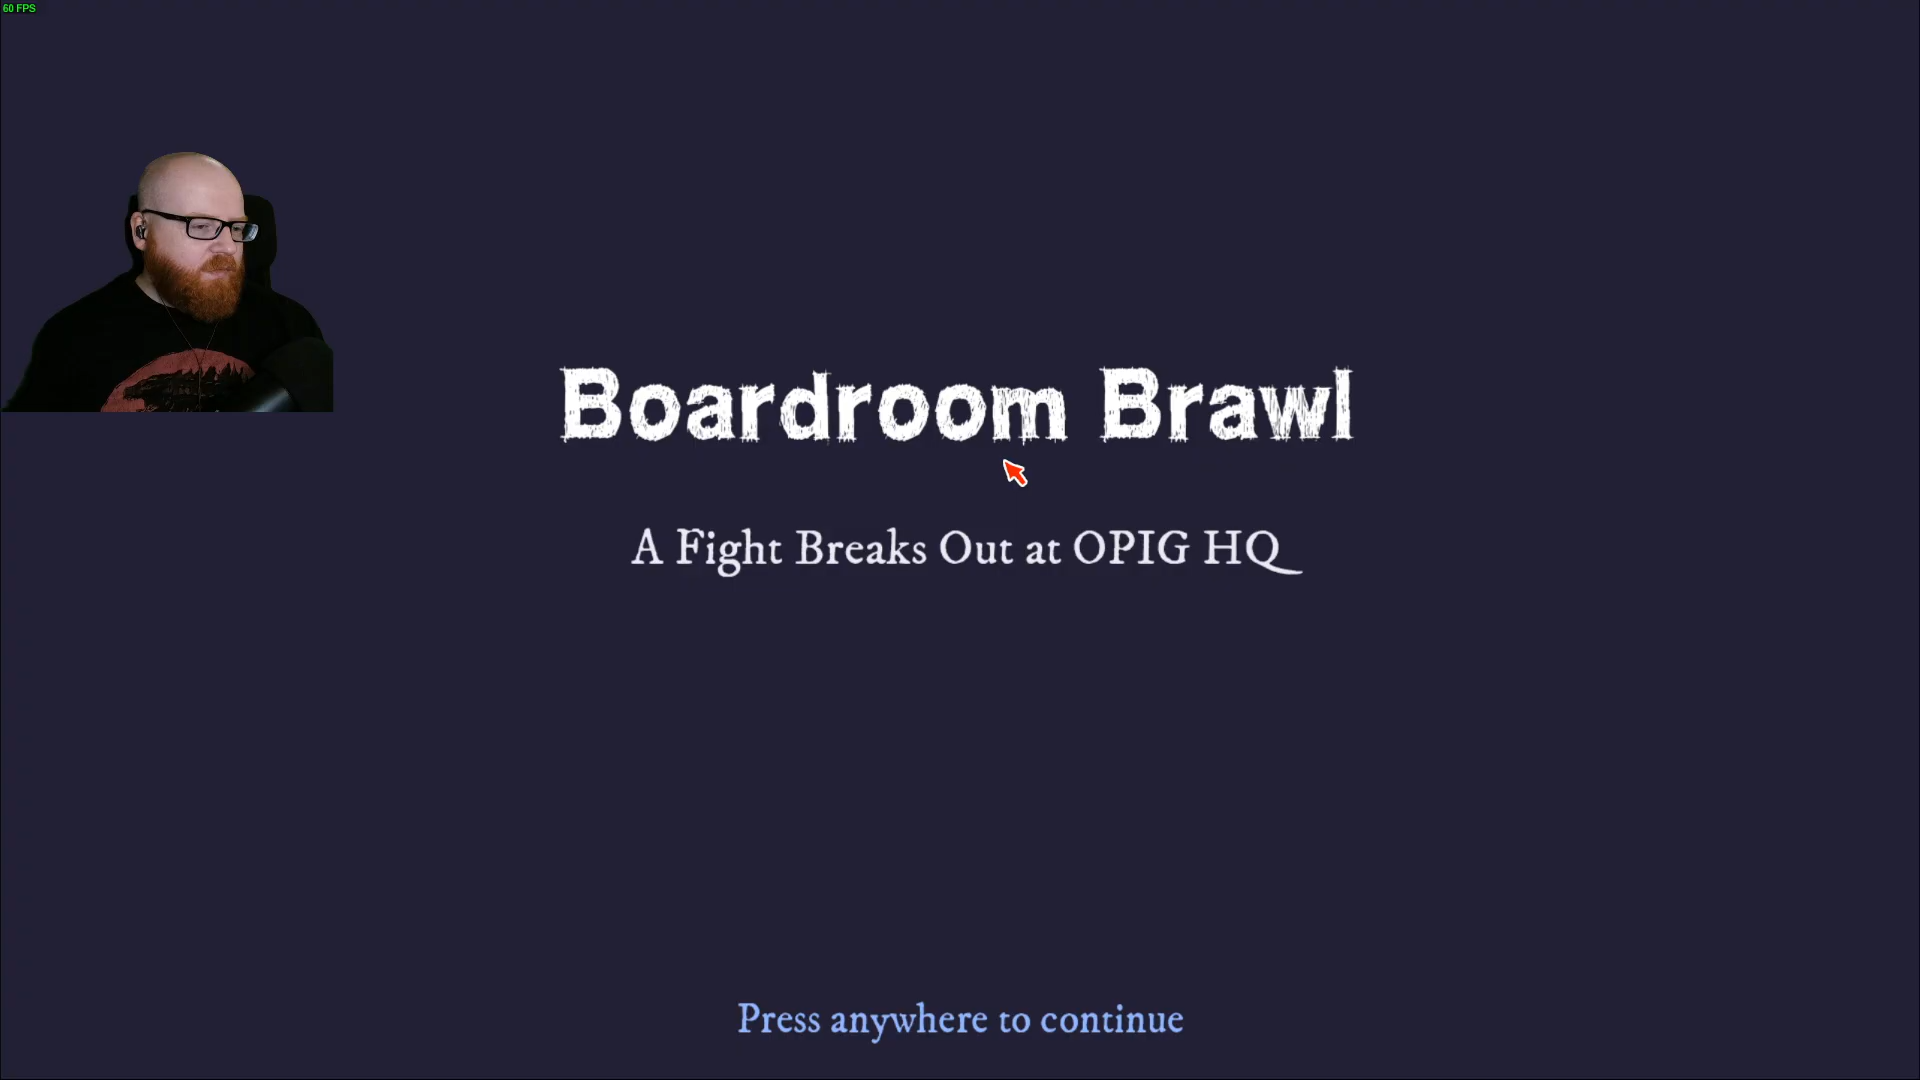 60 FPS
Boardroom Brawl
A Fight Breaks Out at OPIG HQ
Press anywhere to continue